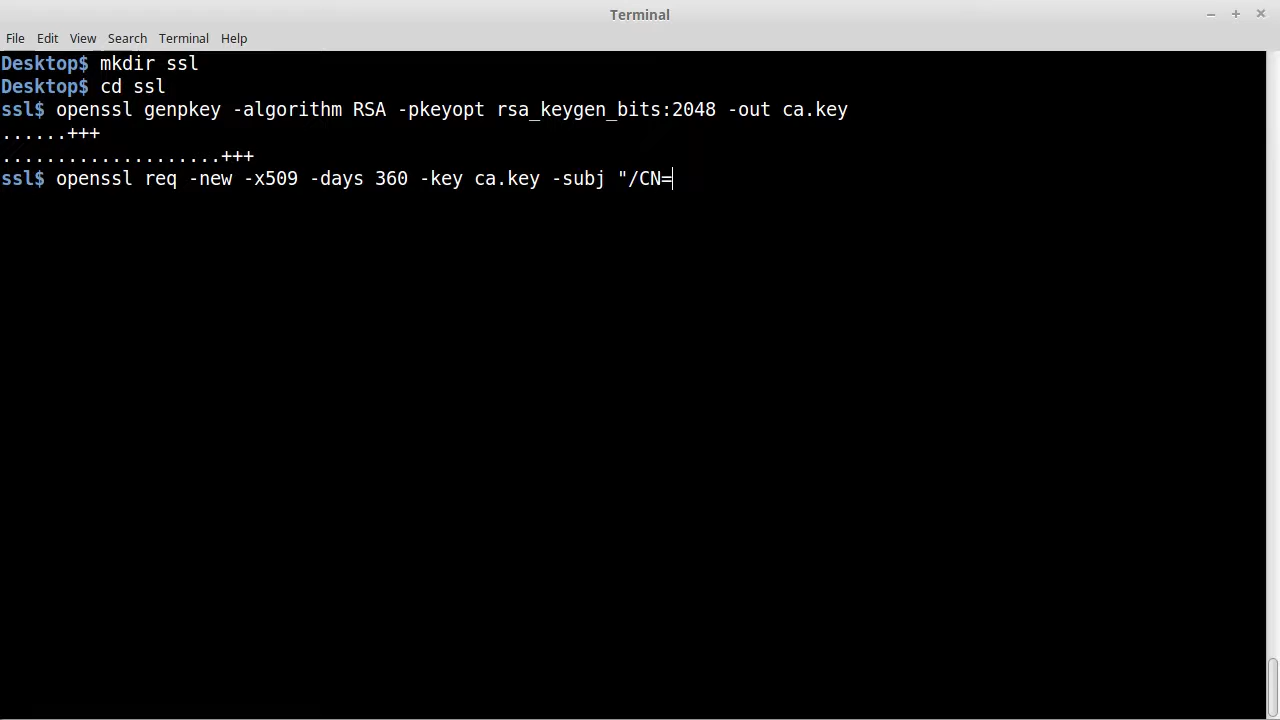 Terminal
File Edit View Search Terminal Help
Desktop$ mkdir ssl
Desktop$ cd ssl
ssl$ openssl genpkey -algorithm RSA -pkeyopt rsa_keygen_bits:2048 -out ca.key
......+++
....................+++
ssl$ openssl req -new -x509 -days 360 -key ca.key -subj "/CN=